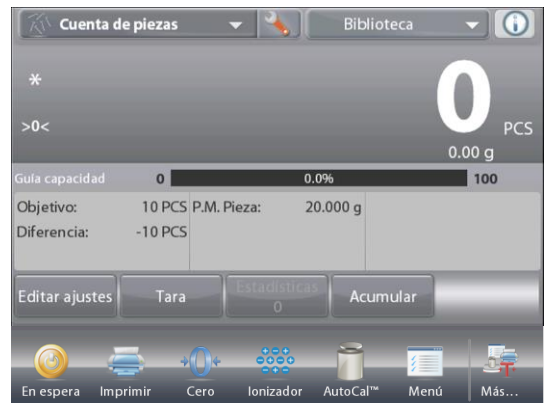 Cuenta de piezas
Biblioteca
*
0
>0<
PCS
0.00 g
Guía capacidad 0 0.0% 100
Objetivo: 10 PCS P.M. Pieza: 20.000 g
Diferencia: -10 PCS
Editar ajustes Tara Estadísticas 0 Acumular
En espera Imprimir Cero Ionizador AutoCal™ Menú Más...